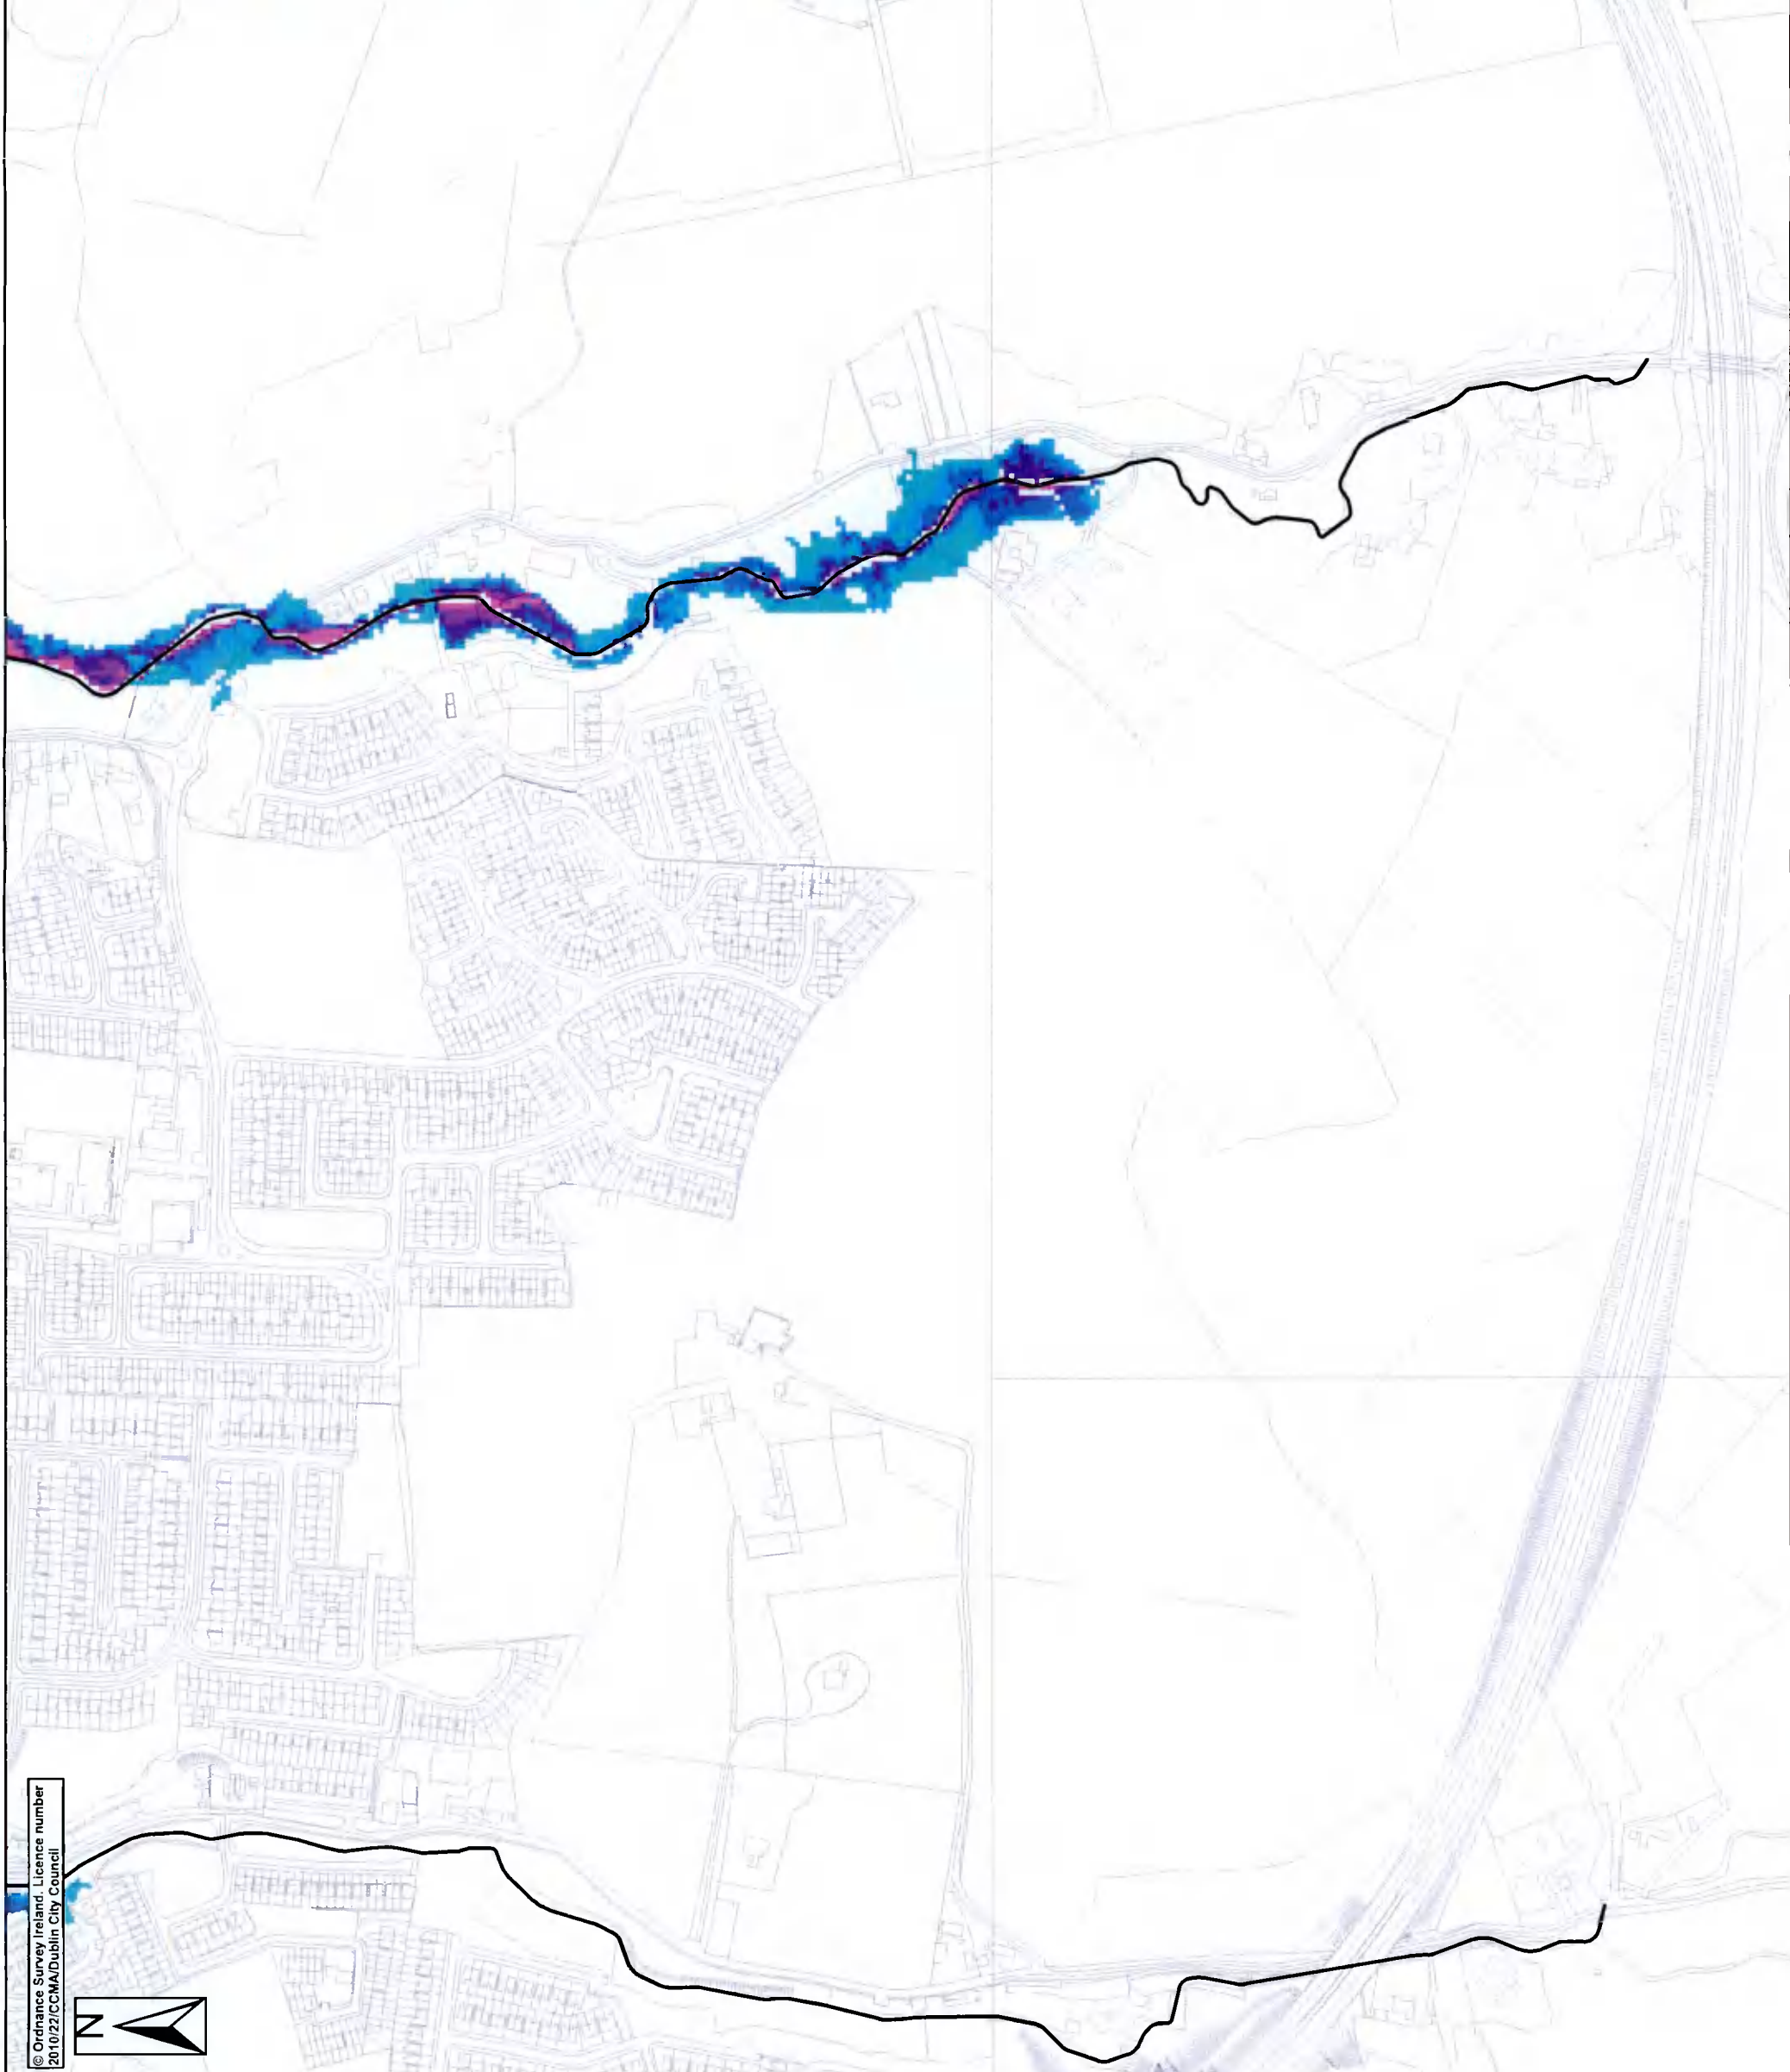 © Ordnance Survey Ireland. Licence number
2010/22/CCMA/Dublin City Council
N